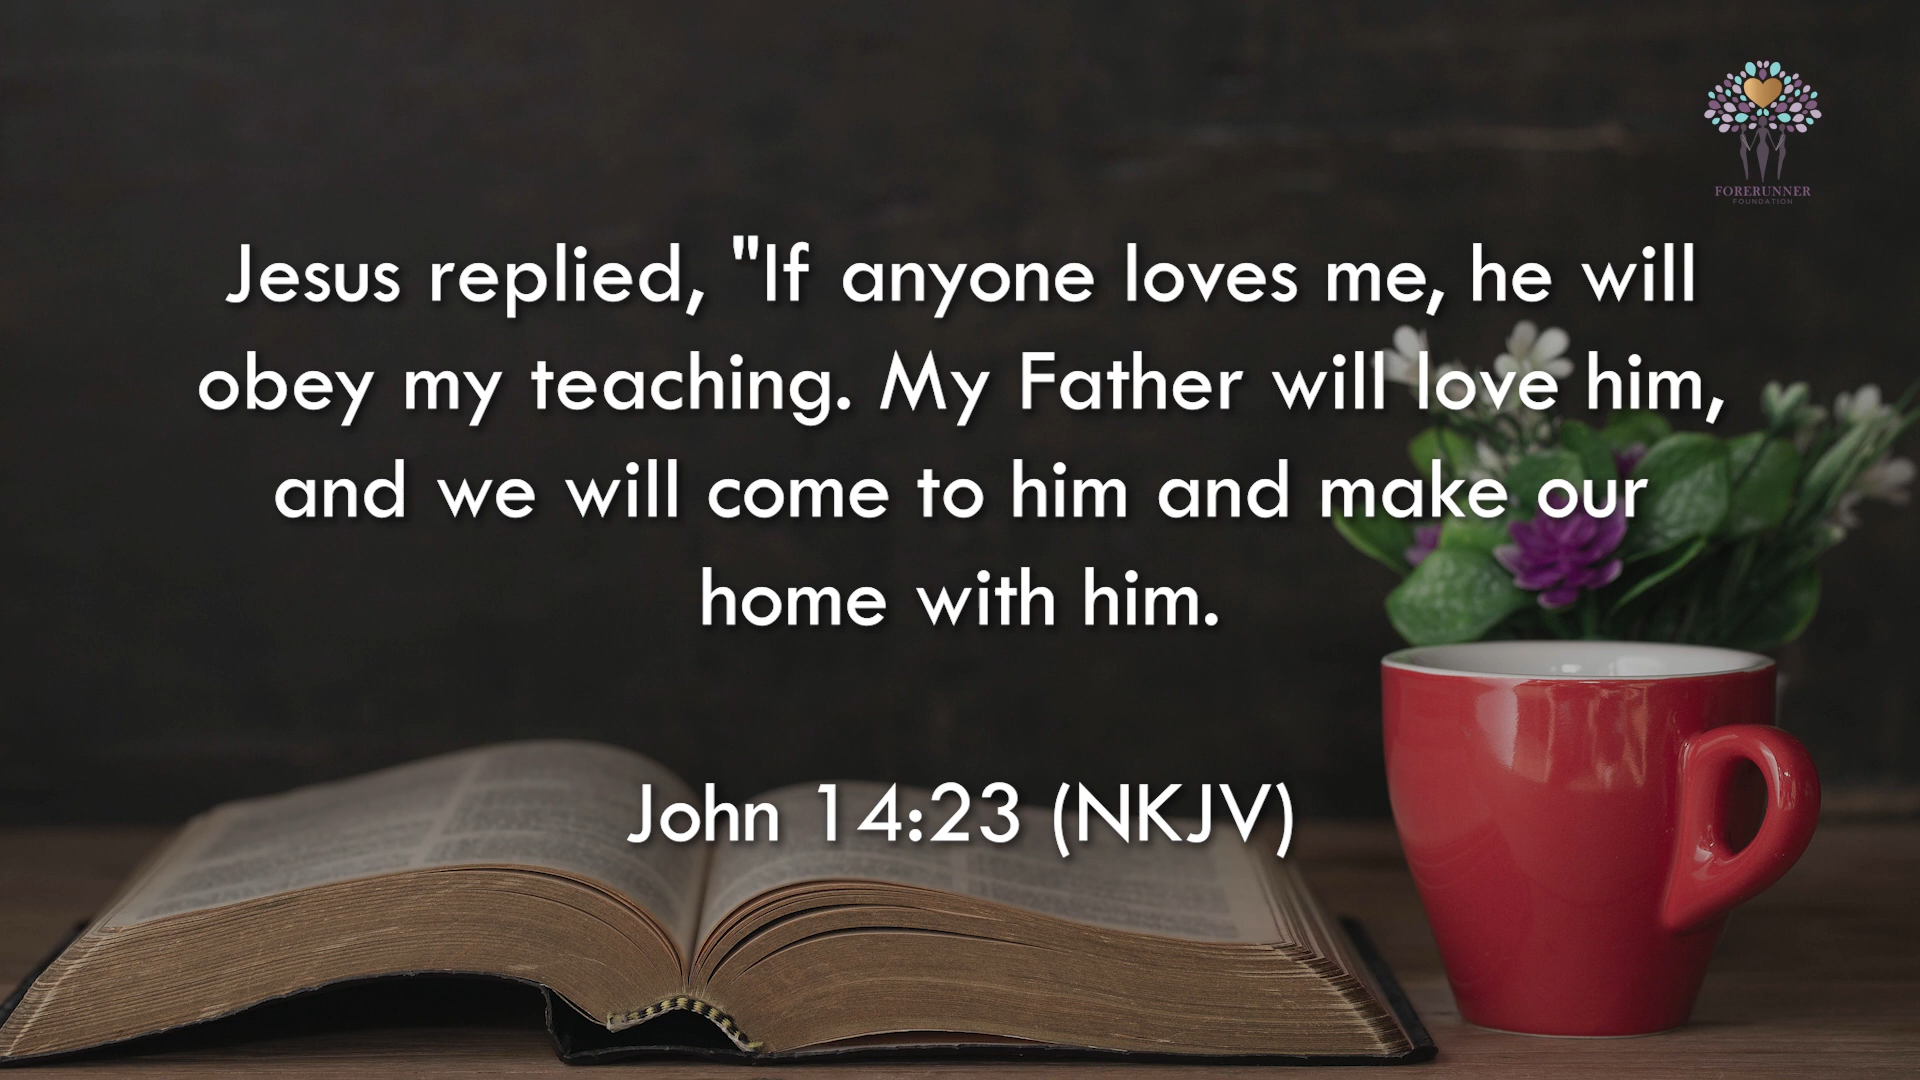 FORERUNNER
FOUNDATION
Jesus replied, "If anyone loves me, he will
obey my teaching. My Father will love him,
and we will come to him and make our
home with him.
John 14:23 (NKJV)